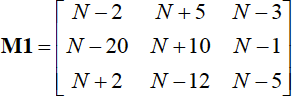 M1 = [ N − 2 N + 5 N − 3
N − 20 N + 10 N − 1
N + 2 N − 12 N − 5 ]